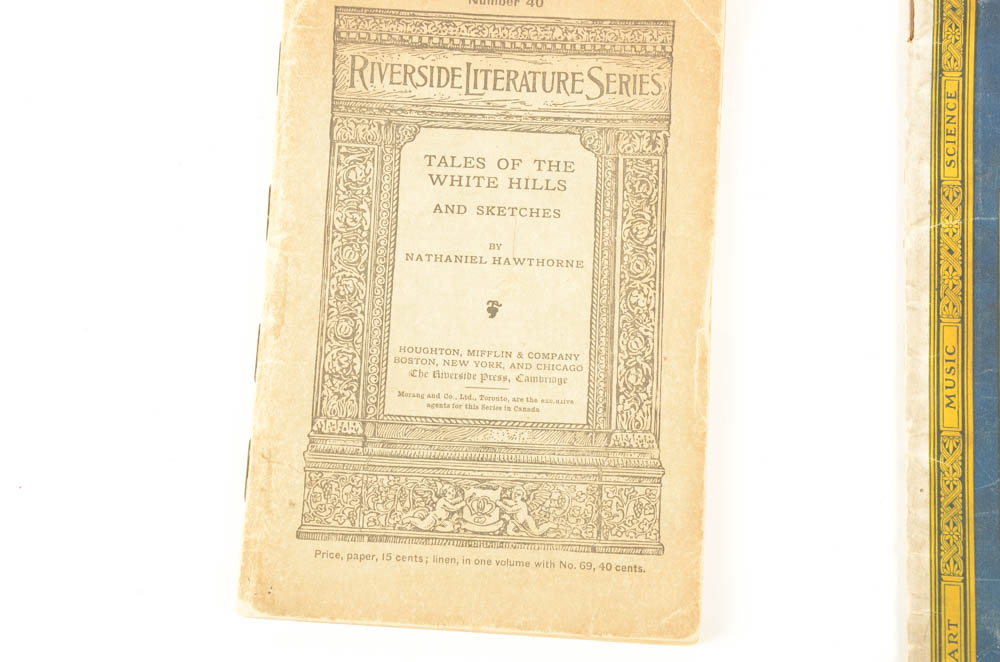 Number 40
RIVERSIDE LITERATURE SERIES
TALES OF THE
WHITE HILLS
AND SKETCHES
BY
NATHANIEL HAWTHORNE
HOUGHTON, MIFFLIN & COMPANY
BOSTON, NEW YORK, AND CHICAGO
The Riverside Press, Cambridge
Morang and Co., Ltd., Toronto, are the exclusive
agents for this Series in Canada
Price, paper, 15 cents; linen, in one volume with No. 69, 40 cents.
SCIENCE
MUSIC
ART